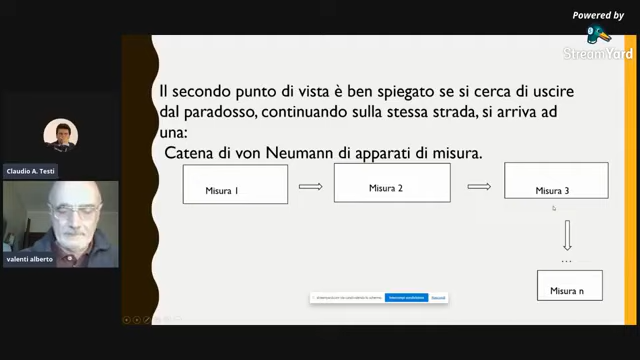 Powered by
StreamYard
Il secondo punto di vista è ben spiegato se si cerca di uscire
dal paradosso, continuando sulla stessa strada, si arriva ad
una:
Catena di von Neumann di apparati di misura.
Misura 1
Misura 2
Misura 3
...
Misura n
Claudio A. Testi
valenti alberto